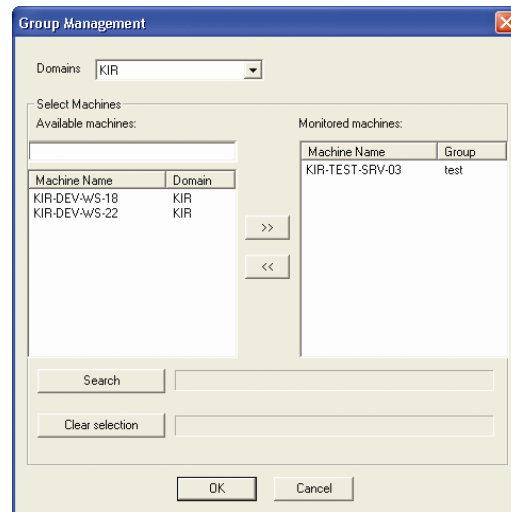 Group Management
Domains KIR
Select Machines
Available machines: Monitored machines:
Machine Name Group
KIR-TEST-SRV-03 test
Machine Name Domain
KIR-DEV-WS-18 KIR
KIR-DEV-WS-22 KIR
>>
<<
Search
Clear selection
OK Cancel